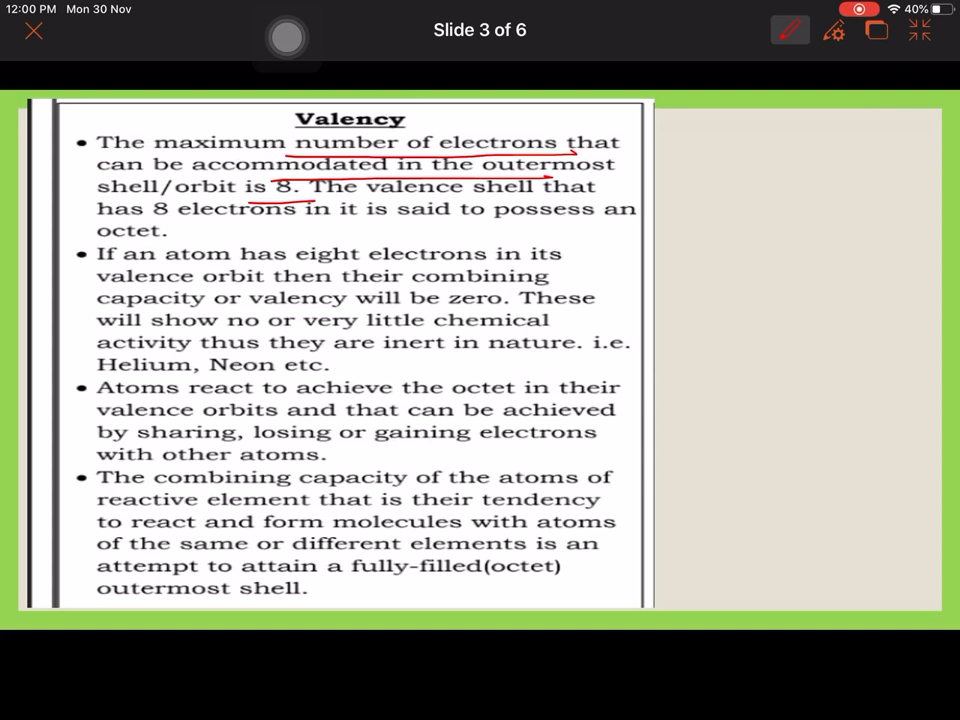 12:00 PM Mon 30 Nov
40%
Slide 3 of 6
Valency
• The maximum number of electrons that
can be accommodated in the outermost
shell/orbit is 8. The valence shell that
has 8 electrons in it is said to possess an
octet.
• If an atom has eight electrons in its
valence orbit then their combining
capacity or valency will be zero. These
will show no or very little chemical
activity thus they are inert in nature. i.e.
Helium, Neon etc.
• Atoms react to achieve the octet in their
valence orbits and that can be achieved
by sharing, losing or gaining electrons
with other atoms.
• The combining capacity of the atoms of
reactive element that is their tendency
to react and form molecules with atoms
of the same or different elements is an
attempt to attain a fully-filled(octet)
outermost shell.